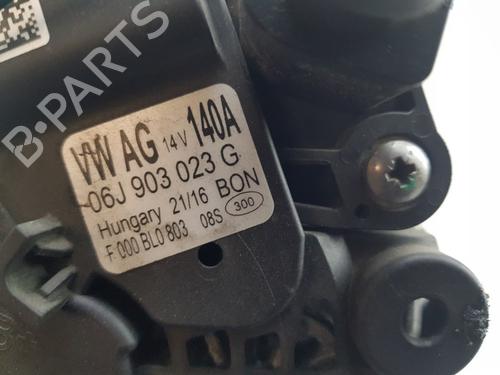 B-PARTS
VW AG 14V 140A
06J 903 023 G
Hungary 21/16 BON
F 000 BL0 803 08S 300